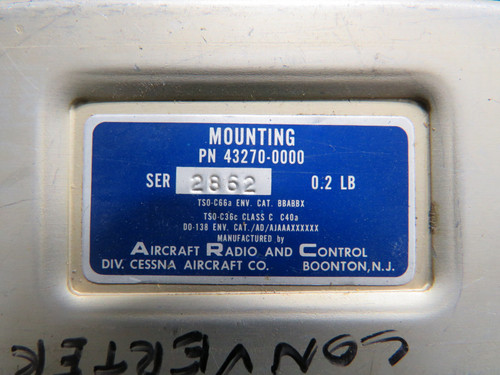 MOUNTING
PN 43270-0000
SER 2862 0.2 LB
TSO-C66a ENV. CAT. BBABBX
TSO-C36c CLASS C C40a
DO-138 ENV. CAT./AD/AJAAAXXXXXX
MANUFACTURED by
AIRCRAFT RADIO AND CONTROL
DIV. CESSNA AIRCRAFT CO. BOONTON, N.J.
CONVERTER